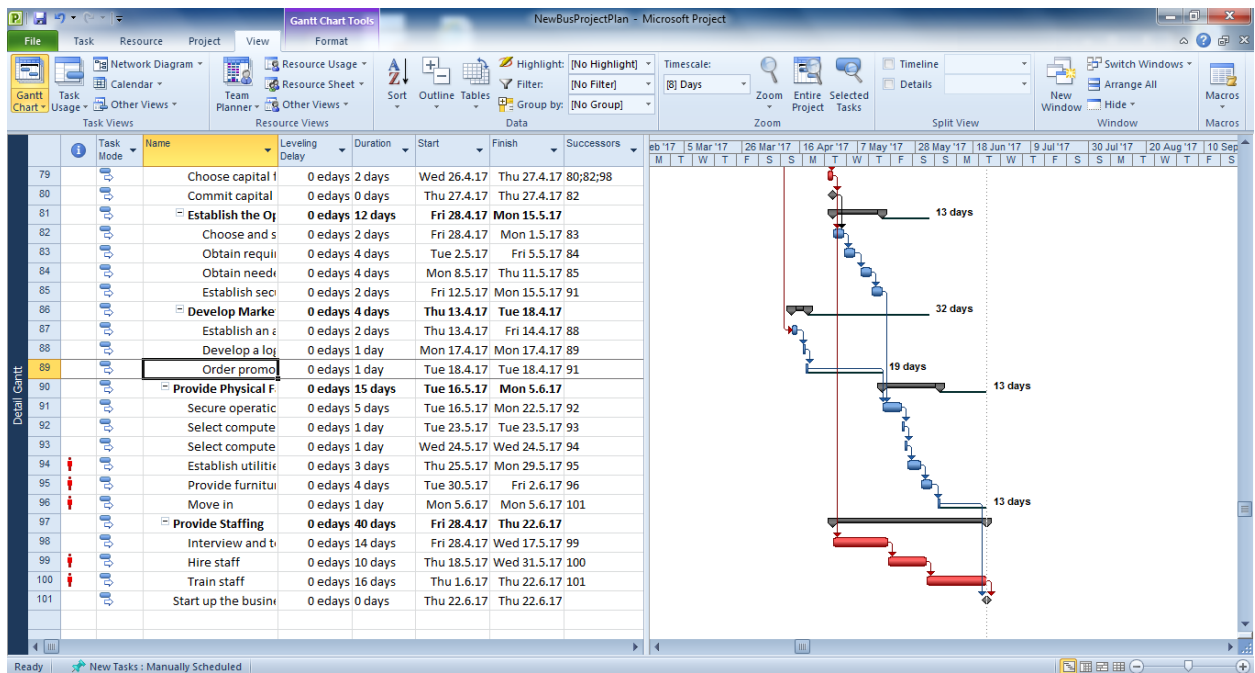 Gantt Chart Tools
NewBusProjectPlan - Microsoft Project
File Task Resource Project View Format
Network Diagram Resource Usage Highlight: [No Highlight] Timescale: Timeline Switch Windows
Calendar Resource Sheet Filter: [No Filter] [8] Days Details Arrange All
Gantt Chart Task Usage Other Views Team Planner Other Views Sort Outline Tables Group by: [No Group] Zoom Entire Project Selected Tasks New Window Hide Macros
Task Views Resource Views Data Zoom Split View Window Macros
Task Mode Name Leveling Delay Duration Start Finish Successors
eb '17 5 Mar '17 26 Mar '17 16 Apr '17 7 May '17 28 May '17 18 Jun '17 9 Jul '17 30 Jul '17 20 Aug '17 10 Sep
M T W T F S S M T W T F S S M T W T F S S M T W T F S
79 Choose capital f 0 edays 2 days Wed 26.4.17 Thu 27.4.17 80;82;98
80 Commit capital 0 edays 0 days Thu 27.4.17 Thu 27.4.17 82
81 Establish the Op 0 edays 12 days Fri 28.4.17 Mon 15.5.17 13 days
82 Choose and s 0 edays 2 days Fri 28.4.17 Mon 1.5.17 83
83 Obtain requi 0 edays 4 days Tue 2.5.17 Fri 5.5.17 84
84 Obtain neede 0 edays 4 days Mon 8.5.17 Thu 11.5.17 85
85 Establish sec 0 edays 2 days Fri 12.5.17 Mon 15.5.17 91
86 Develop Marke 0 edays 4 days Thu 13.4.17 Tue 18.4.17 32 days
87 Establish an a 0 edays 2 days Thu 13.4.17 Fri 14.4.17 88
88 Develop a log 0 edays 1 day Mon 17.4.17 Mon 17.4.17 89
89 Order promo 0 edays 1 day Tue 18.4.17 Tue 18.4.17 91 19 days
90 Provide Physical F 0 edays 15 days Tue 16.5.17 Mon 5.6.17 13 days
91 Secure operatic 0 edays 5 days Tue 16.5.17 Mon 22.5.17 92
92 Select compute 0 edays 1 day Tue 23.5.17 Tue 23.5.17 93
93 Select compute 0 edays 1 day Wed 24.5.17 Wed 24.5.17 94
94 Establish utilitie 0 edays 3 days Thu 25.5.17 Mon 29.5.17 95
95 Provide furnitur 0 edays 4 days Tue 30.5.17 Fri 2.6.17 96
96 Move in 0 edays 1 day Mon 5.6.17 Mon 5.6.17 101 13 days
97 Provide Staffing 0 edays 40 days Fri 28.4.17 Thu 22.6.17
98 Interview and t 0 edays 14 days Fri 28.4.17 Wed 17.5.17 99
99 Hire staff 0 edays 10 days Thu 18.5.17 Wed 31.5.17 100
100 Train staff 0 edays 16 days Thu 1.6.17 Thu 22.6.17 101
101 Start up the busine 0 edays 0 days Thu 22.6.17 Thu 22.6.17
Detail Gantt
Ready New Tasks : Manually Scheduled